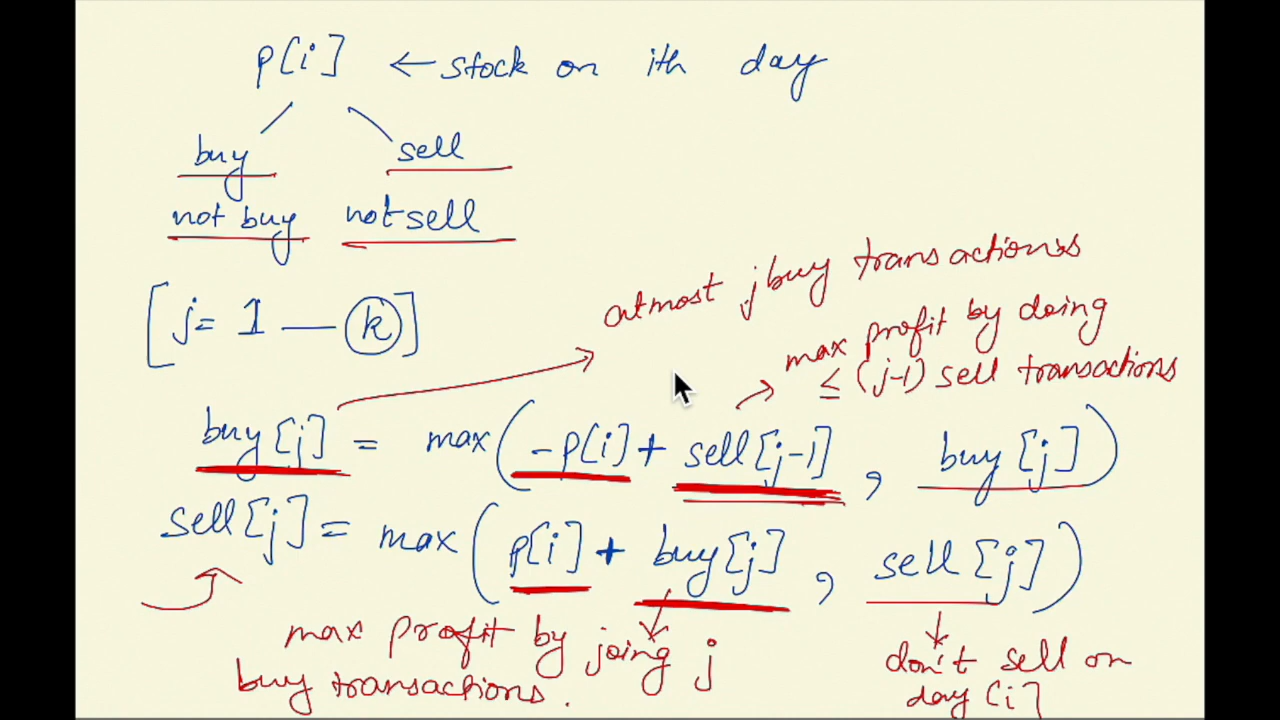 p[i] ← stock on ith day
buy sell
not buy not sell
[j = 1 — k]
atmost j buy transactions
max profit by doing
≤ (j-1) sell transactions
buy[j] = max(-p[i] + sell[j-1], buy[j])
sell[j] = max(p[i] + buy[j], sell[j])
max profit by joing j
buy transactions.
don't sell on
day [i]